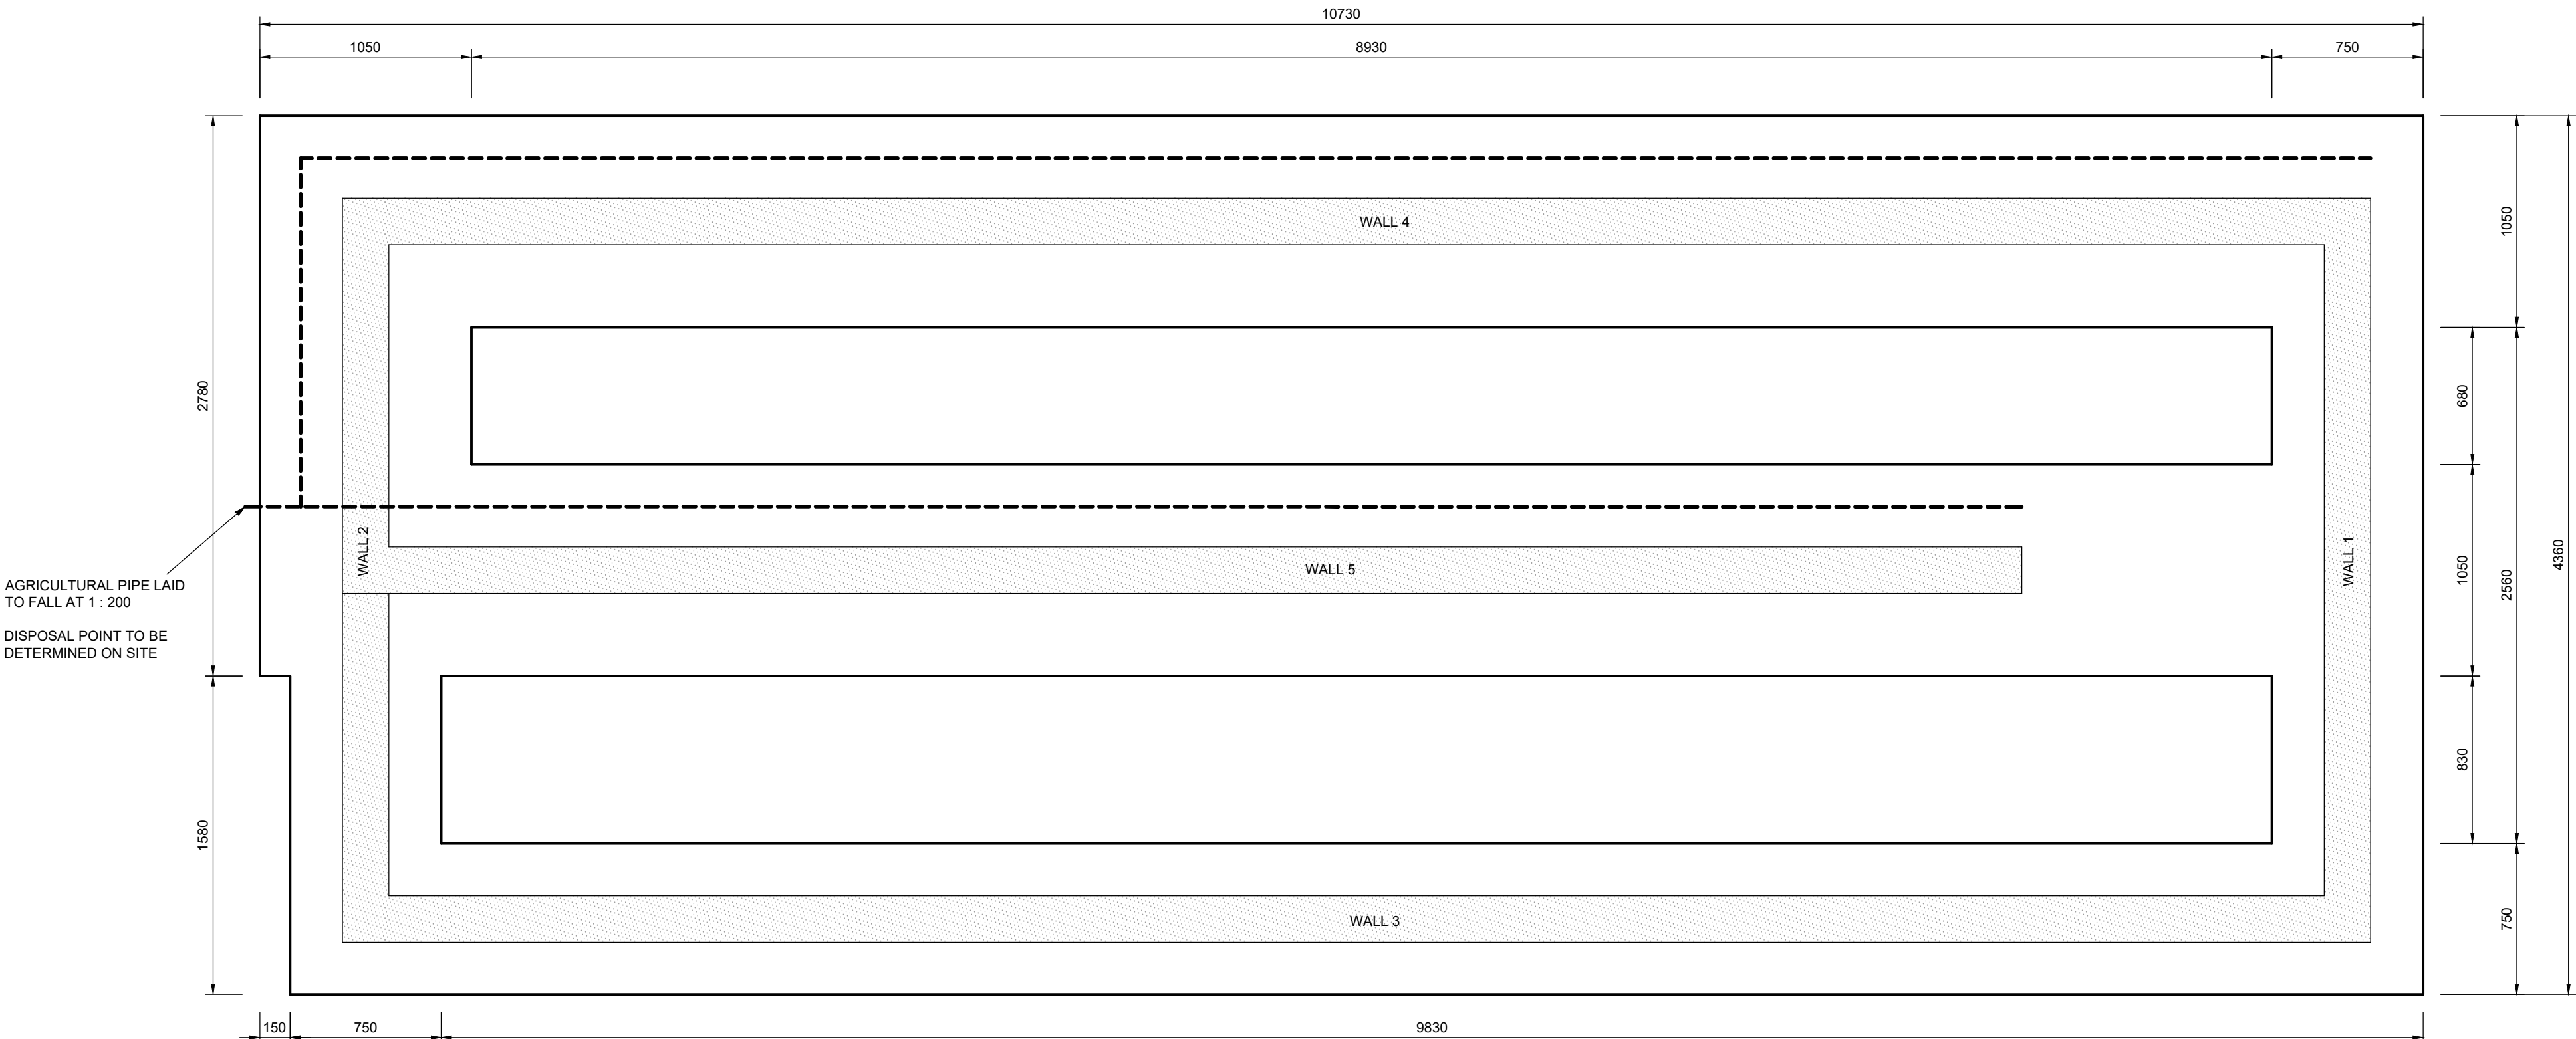 10730
1050
8930
750
WALL 4
1050
2780
680
WALL 2
WALL 1
4360
1050
2560
WALL 5
AGRICULTURAL PIPE LAID
TO FALL AT 1 : 200
DISPOSAL POINT TO BE
DETERMINED ON SITE
830
1580
WALL 3
750
150
750
9830